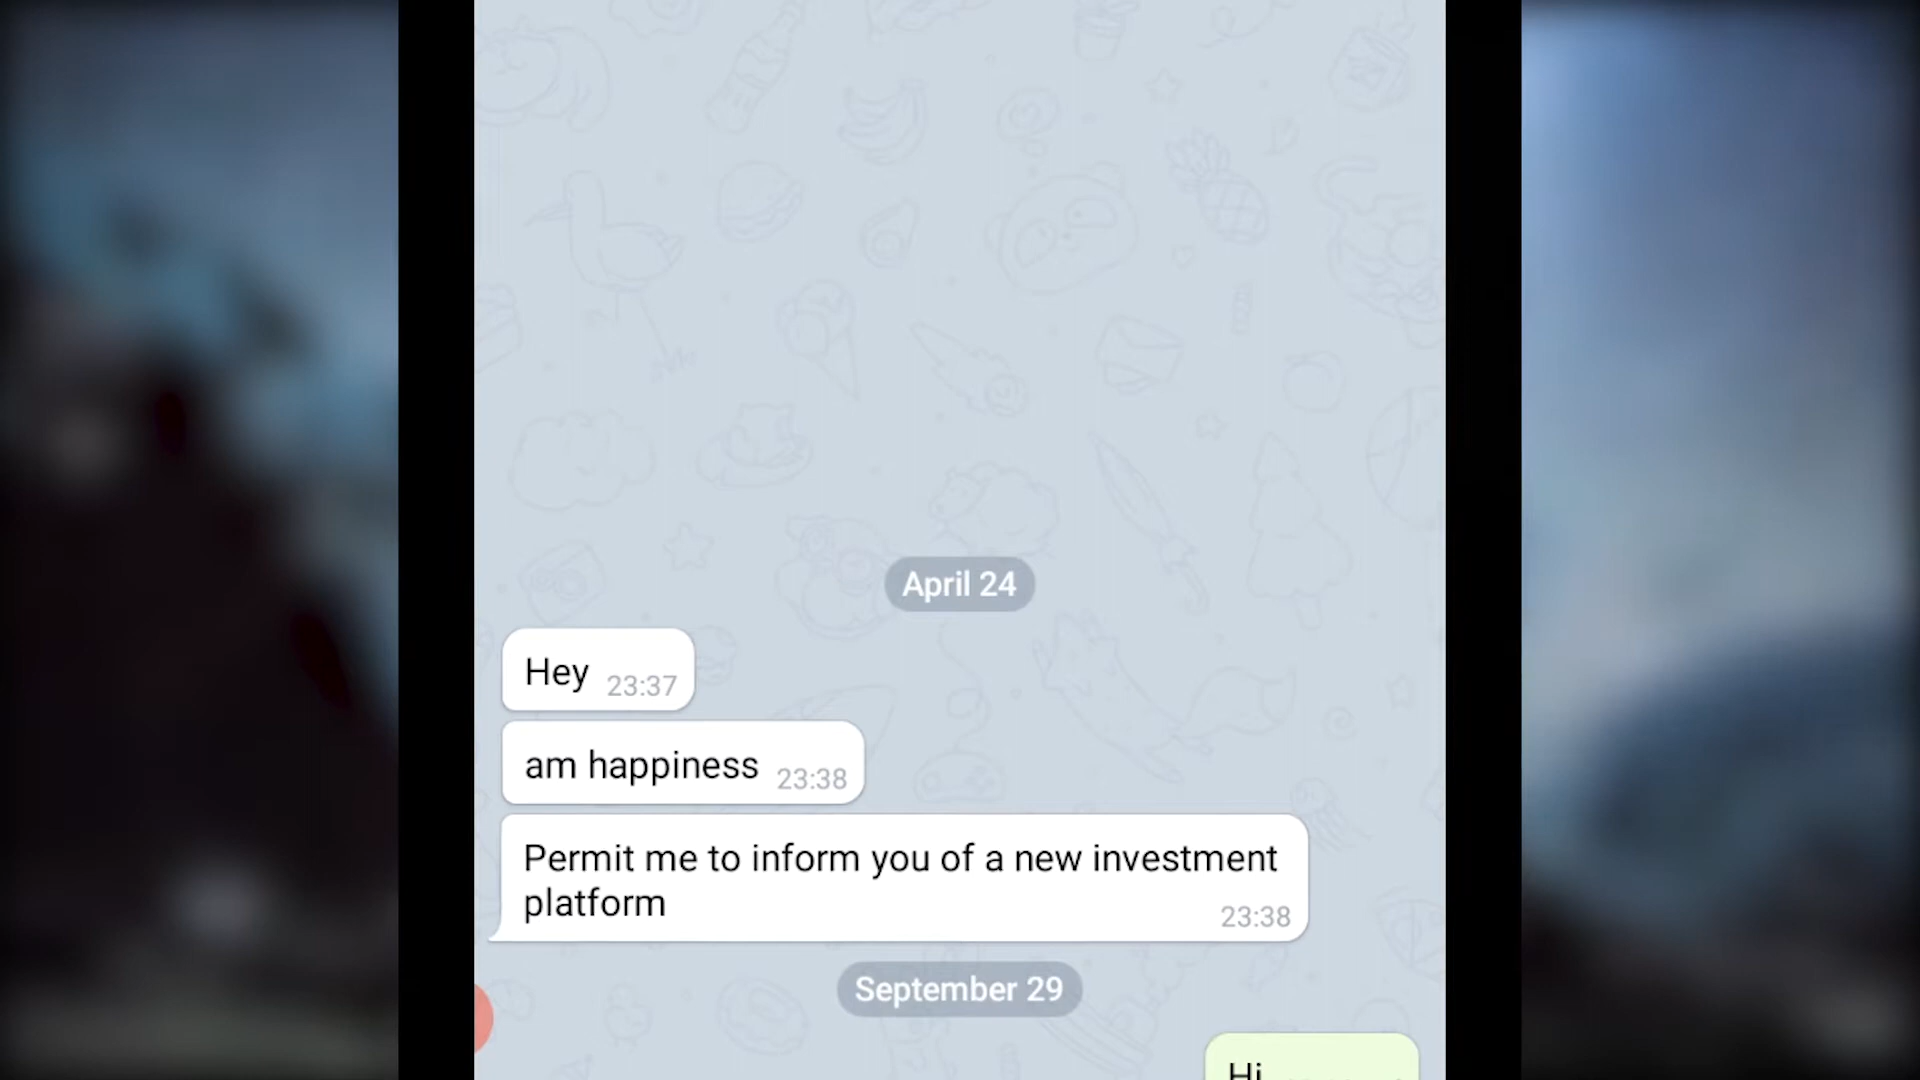 April 24
Hey 23:37
am happiness 23:38
Permit me to inform you of a new investment
platform 23:38
September 29
Hi